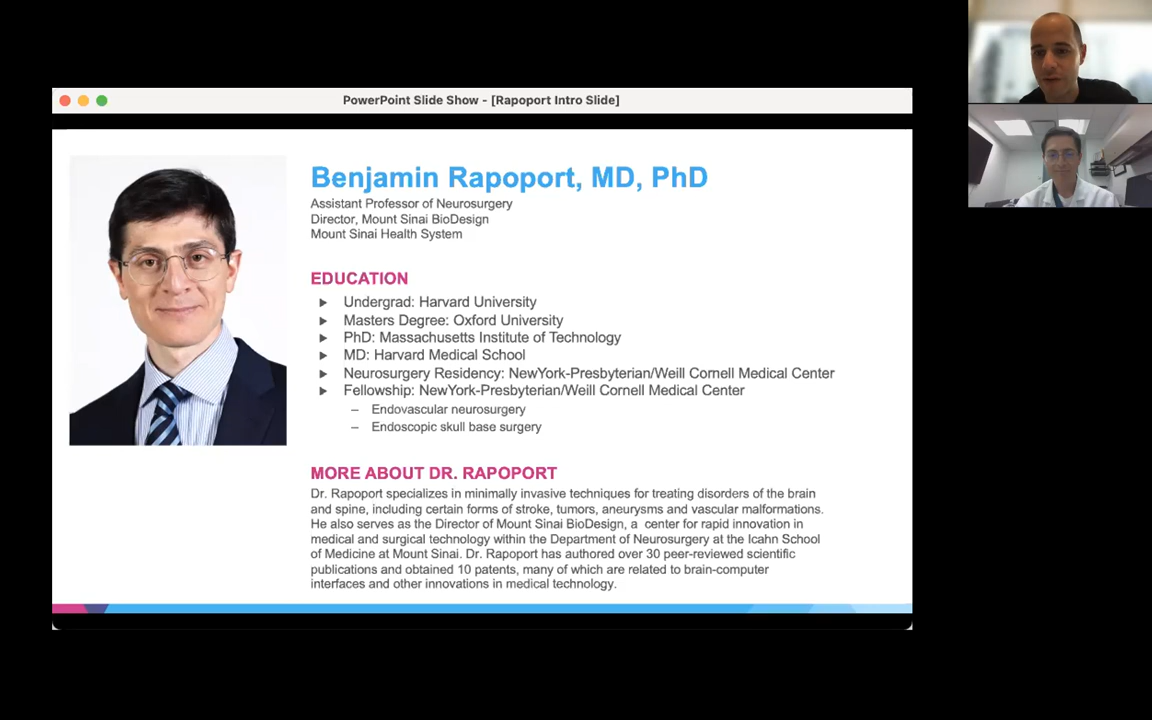 PowerPoint Slide Show - [Rapoport Intro Slide]
Benjamin Rapoport, MD, PhD
Assistant Professor of Neurosurgery
Director, Mount Sinai BioDesign
Mount Sinai Health System
EDUCATION
Undergrad: Harvard University
Masters Degree: Oxford University
PhD: Massachusetts Institute of Technology
MD: Harvard Medical School
Neurosurgery Residency: NewYork-Presbyterian/Weill Cornell Medical Center
Fellowship: NewYork-Presbyterian/Weill Cornell Medical Center
– Endovascular neurosurgery
– Endoscopic skull base surgery
MORE ABOUT DR. RAPOPORT
Dr. Rapoport specializes in minimally invasive techniques for treating disorders of the brain
and spine, including certain forms of stroke, tumors, aneurysms and vascular malformations.
He also serves as the Director of Mount Sinai BioDesign, a center for rapid innovation in
medical and surgical technology within the Department of Neurosurgery at the Icahn School
of Medicine at Mount Sinai. Dr. Rapoport has authored over 30 peer-reviewed scientific
publications and obtained 10 patents, many of which are related to brain-computer
interfaces and other innovations in medical technology.